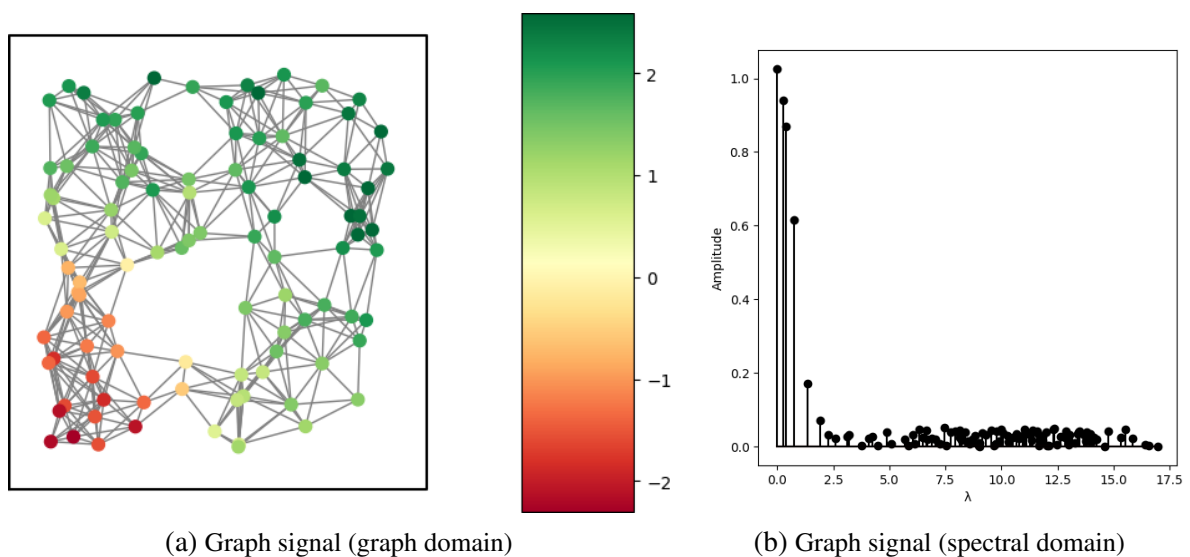 2
1
0
−1
−2
1.0
0.8
0.6
0.4
0.2
0.0
Amplitude
0.0 2.5 5.0 7.5 10.0 12.5 15.0 17.5
λ
(a) Graph signal (graph domain)
(b) Graph signal (spectral domain)